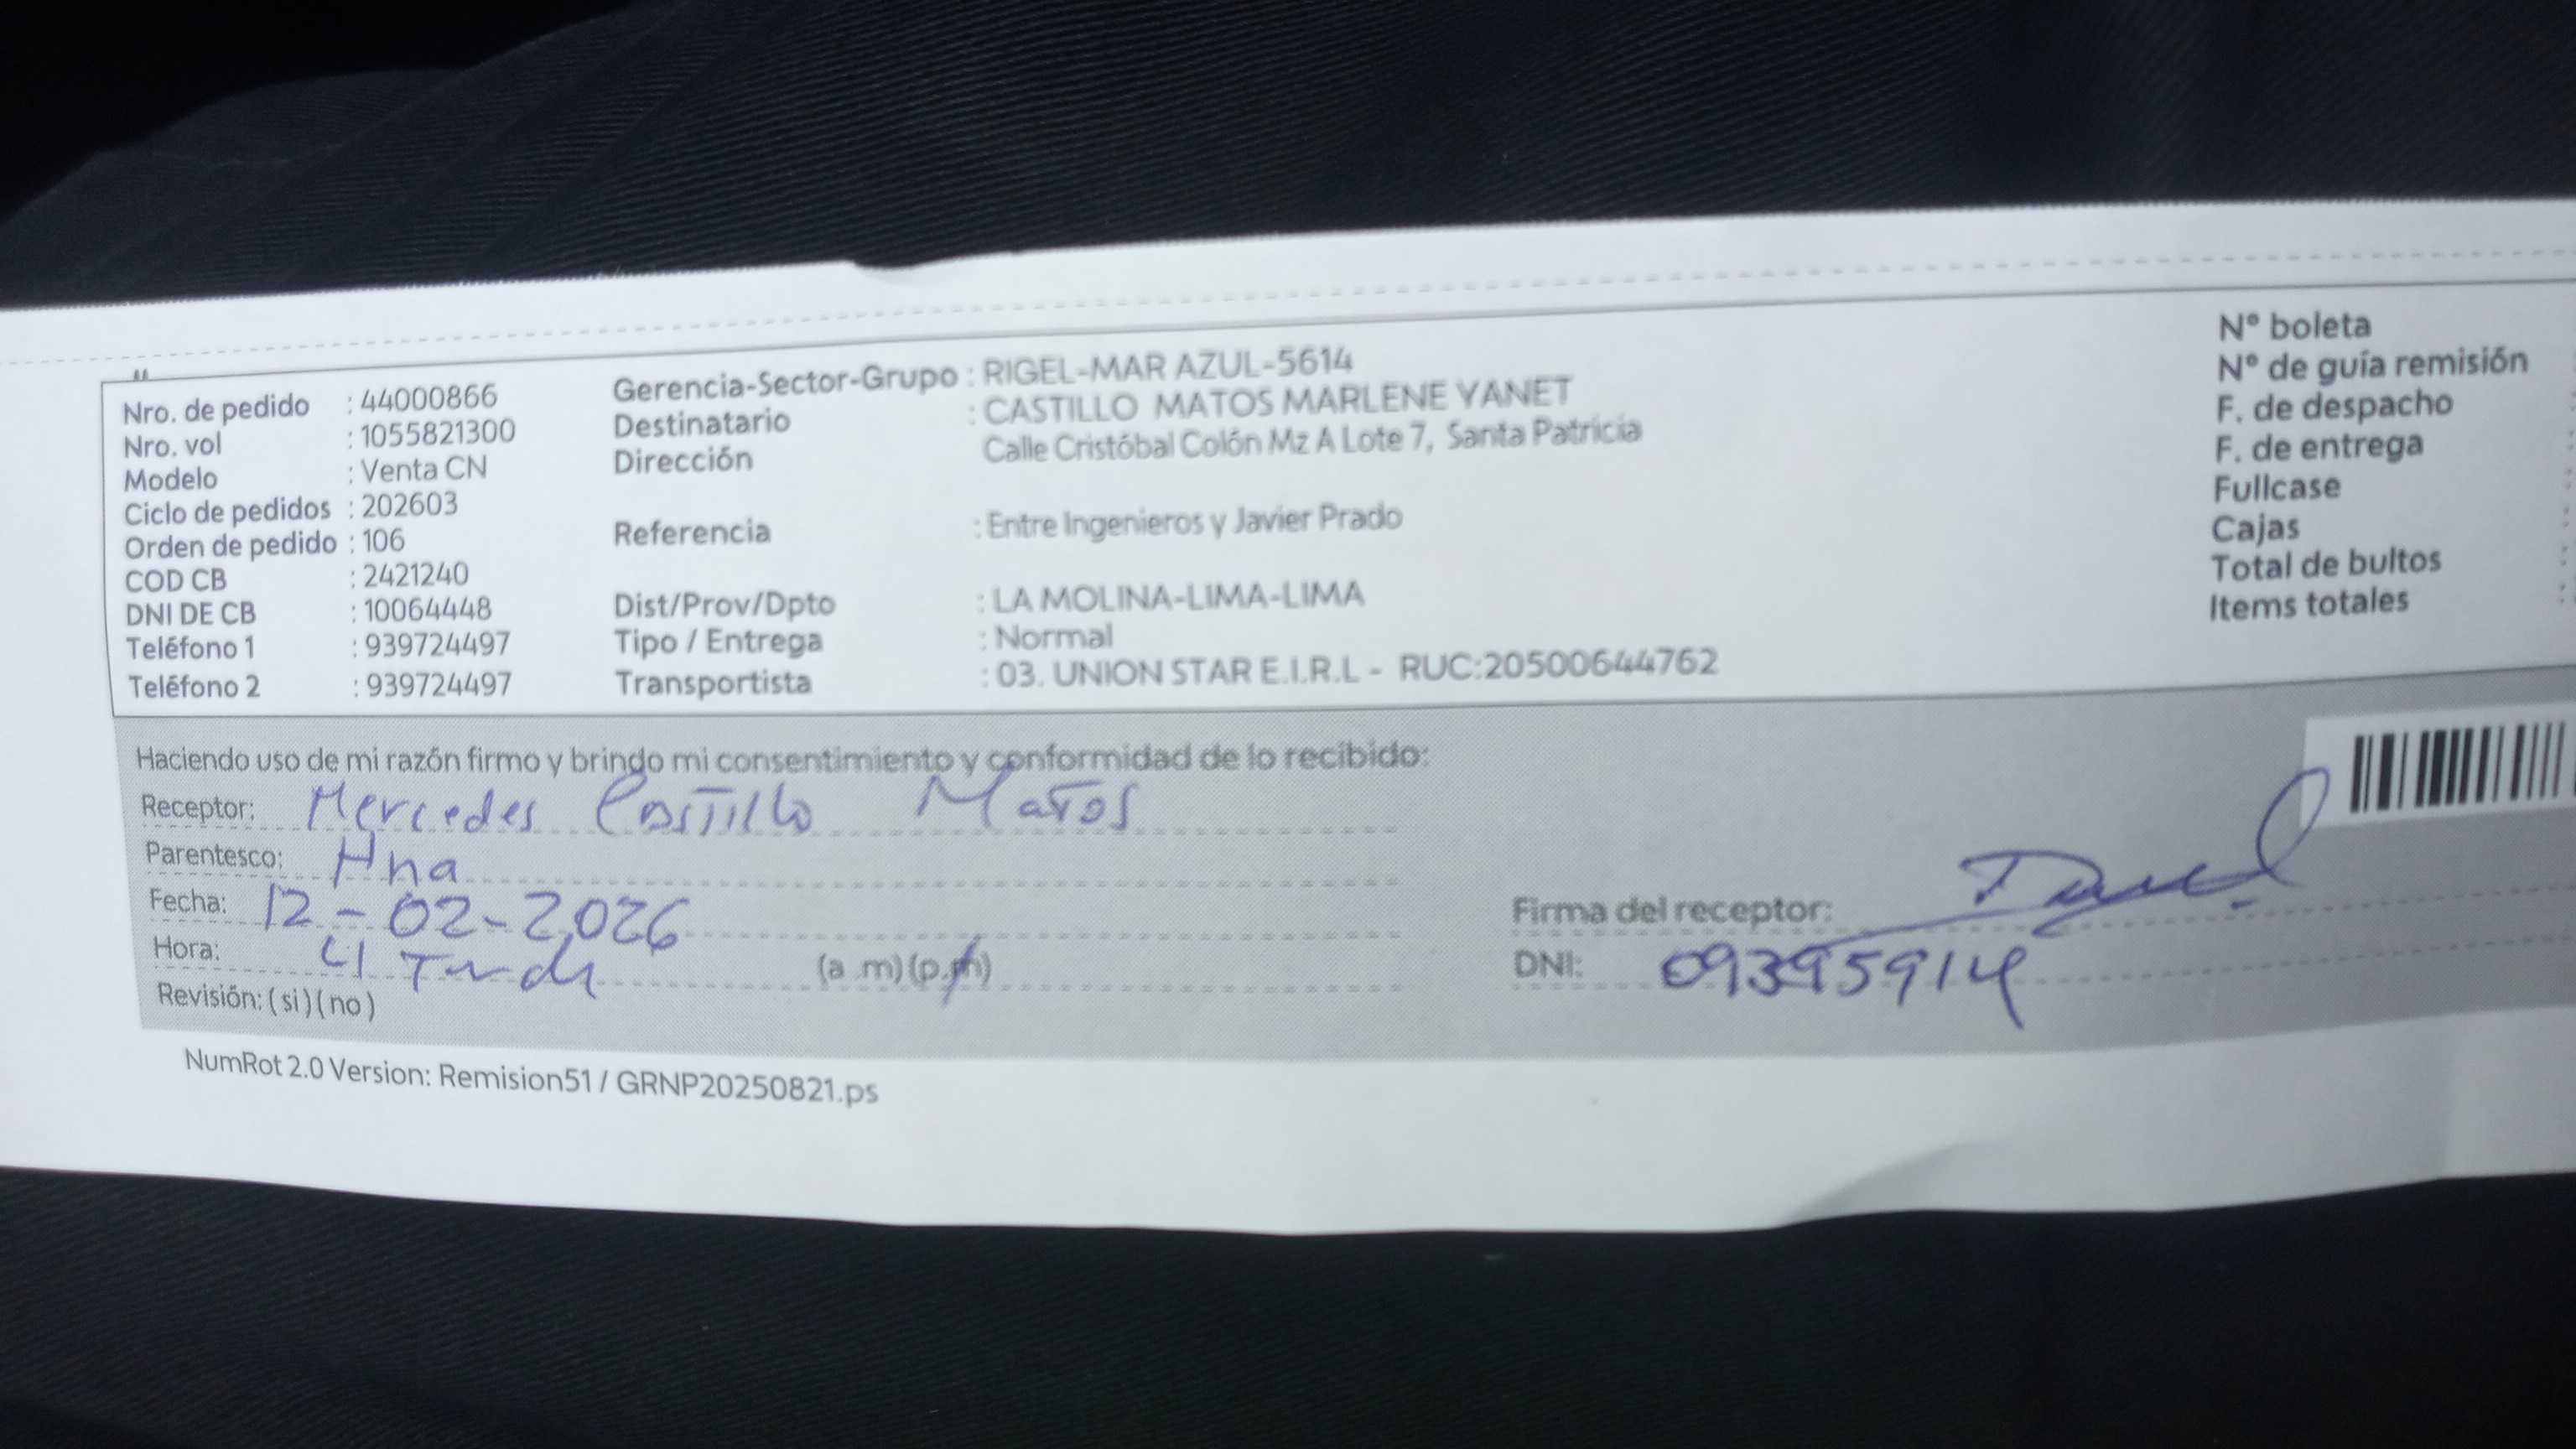 Nro. de pedido : 44000866
Nro. vol : 1055821300
Modelo : Venta CN
Ciclo de pedidos : 202603
Orden de pedido : 106
COD CB : 2421240
DNI DE CB : 10064448
Teléfono 1 : 939724497
Teléfono 2 : 939724497
Gerencia-Sector-Grupo : RIGEL-MAR AZUL-5614
Destinatario : CASTILLO MATOS MARLENE YANET
Dirección Calle Cristóbal Colón Mz A Lote 7, Santa Patricia
Referencia : Entre Ingenieros y Javier Prado
Dist/Prov/Dpto : LA MOLINA-LIMA-LIMA
Tipo / Entrega : Normal
Transportista : 03. UNION STAR E.I.R.L - RUC:20500644762
N° boleta
N° de guía remisión
F. de despacho
F. de entrega
Fullcase
Cajas
Total de bultos
Items totales
Haciendo uso de mi razón firmo y brindo mi consentimiento y conformidad de lo recibido:
Receptor: Mercedes Castillo Matos
Parentesco: Hna
Fecha: 12-02-2026
Hora: 4 Tarde (a .m) (p.m)
Revisión: (si) (no)
Firma del receptor:
DNI: 09395914
NumRot 2.0 Version: Remision51 / GRNP20250821.ps